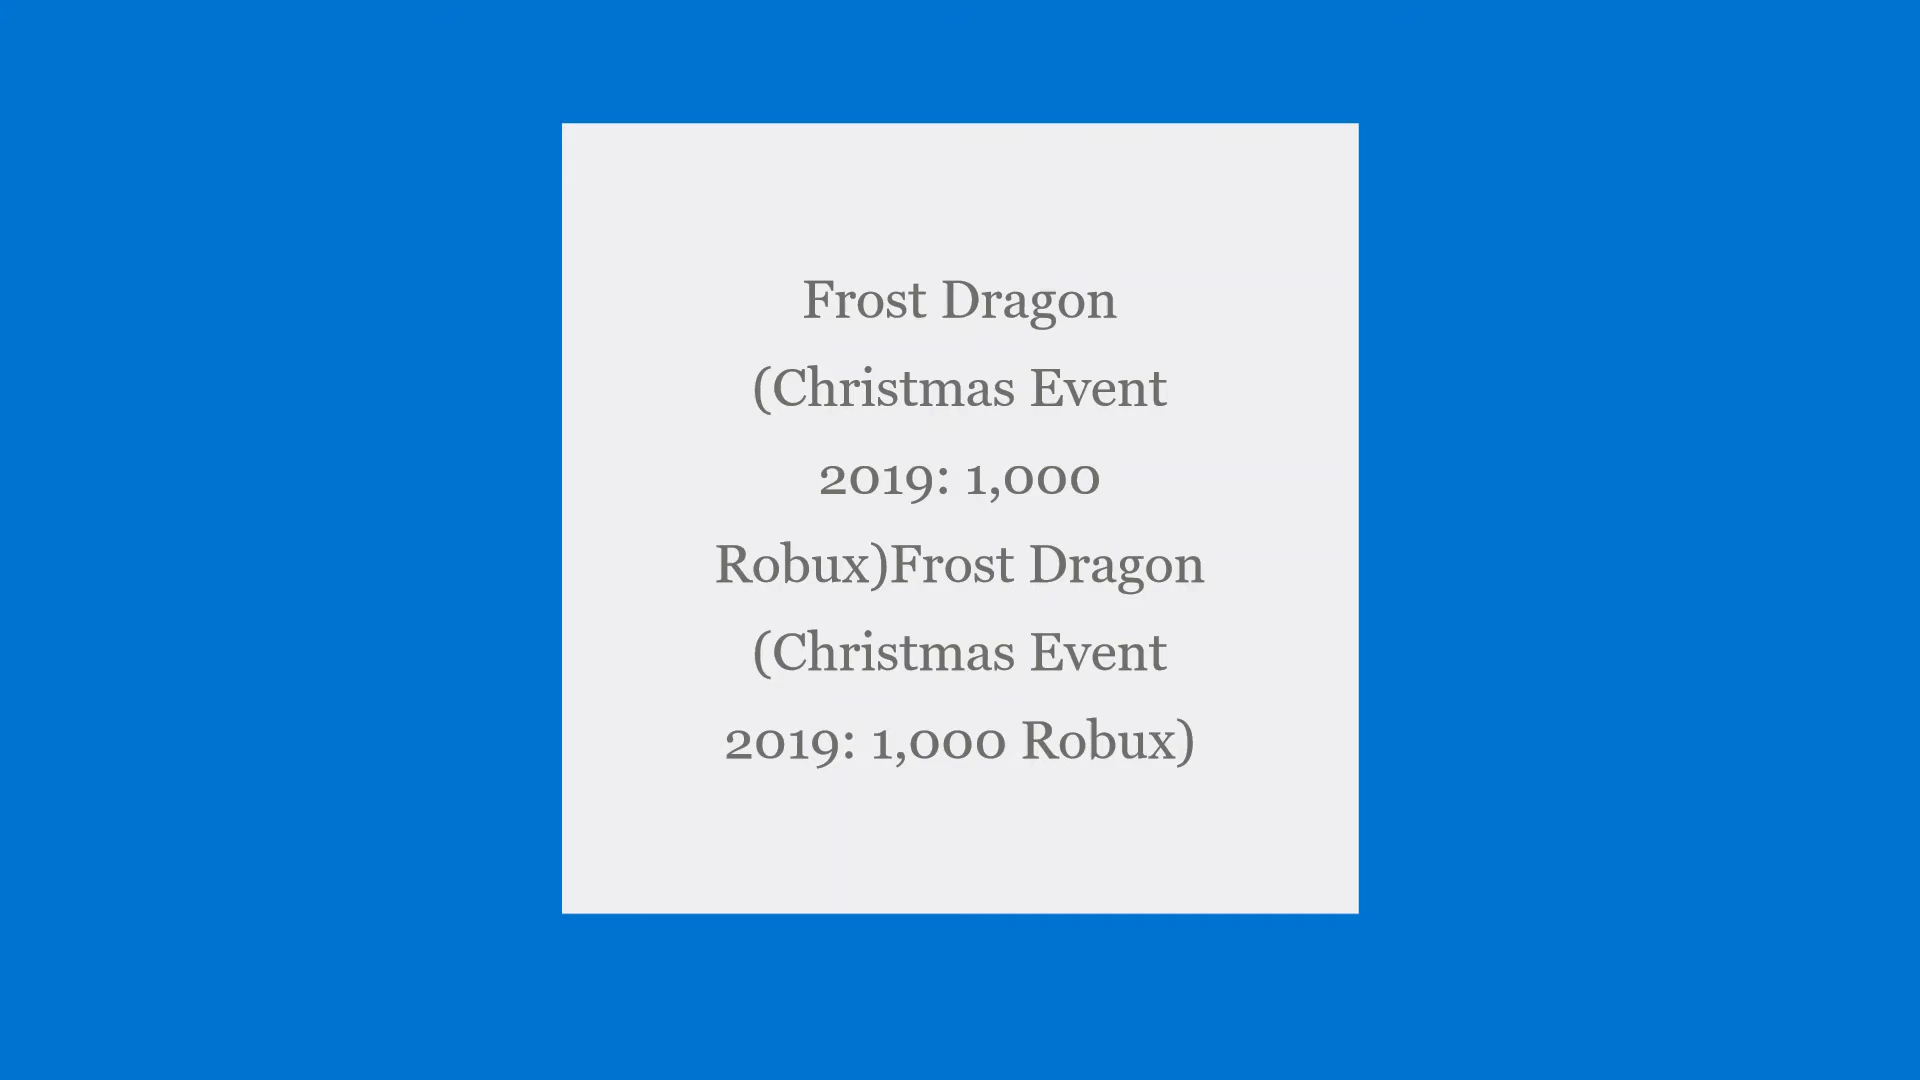 Frost Dragon
(Christmas Event
2019: 1,000
Robux)Frost Dragon
(Christmas Event
2019: 1,000 Robux)